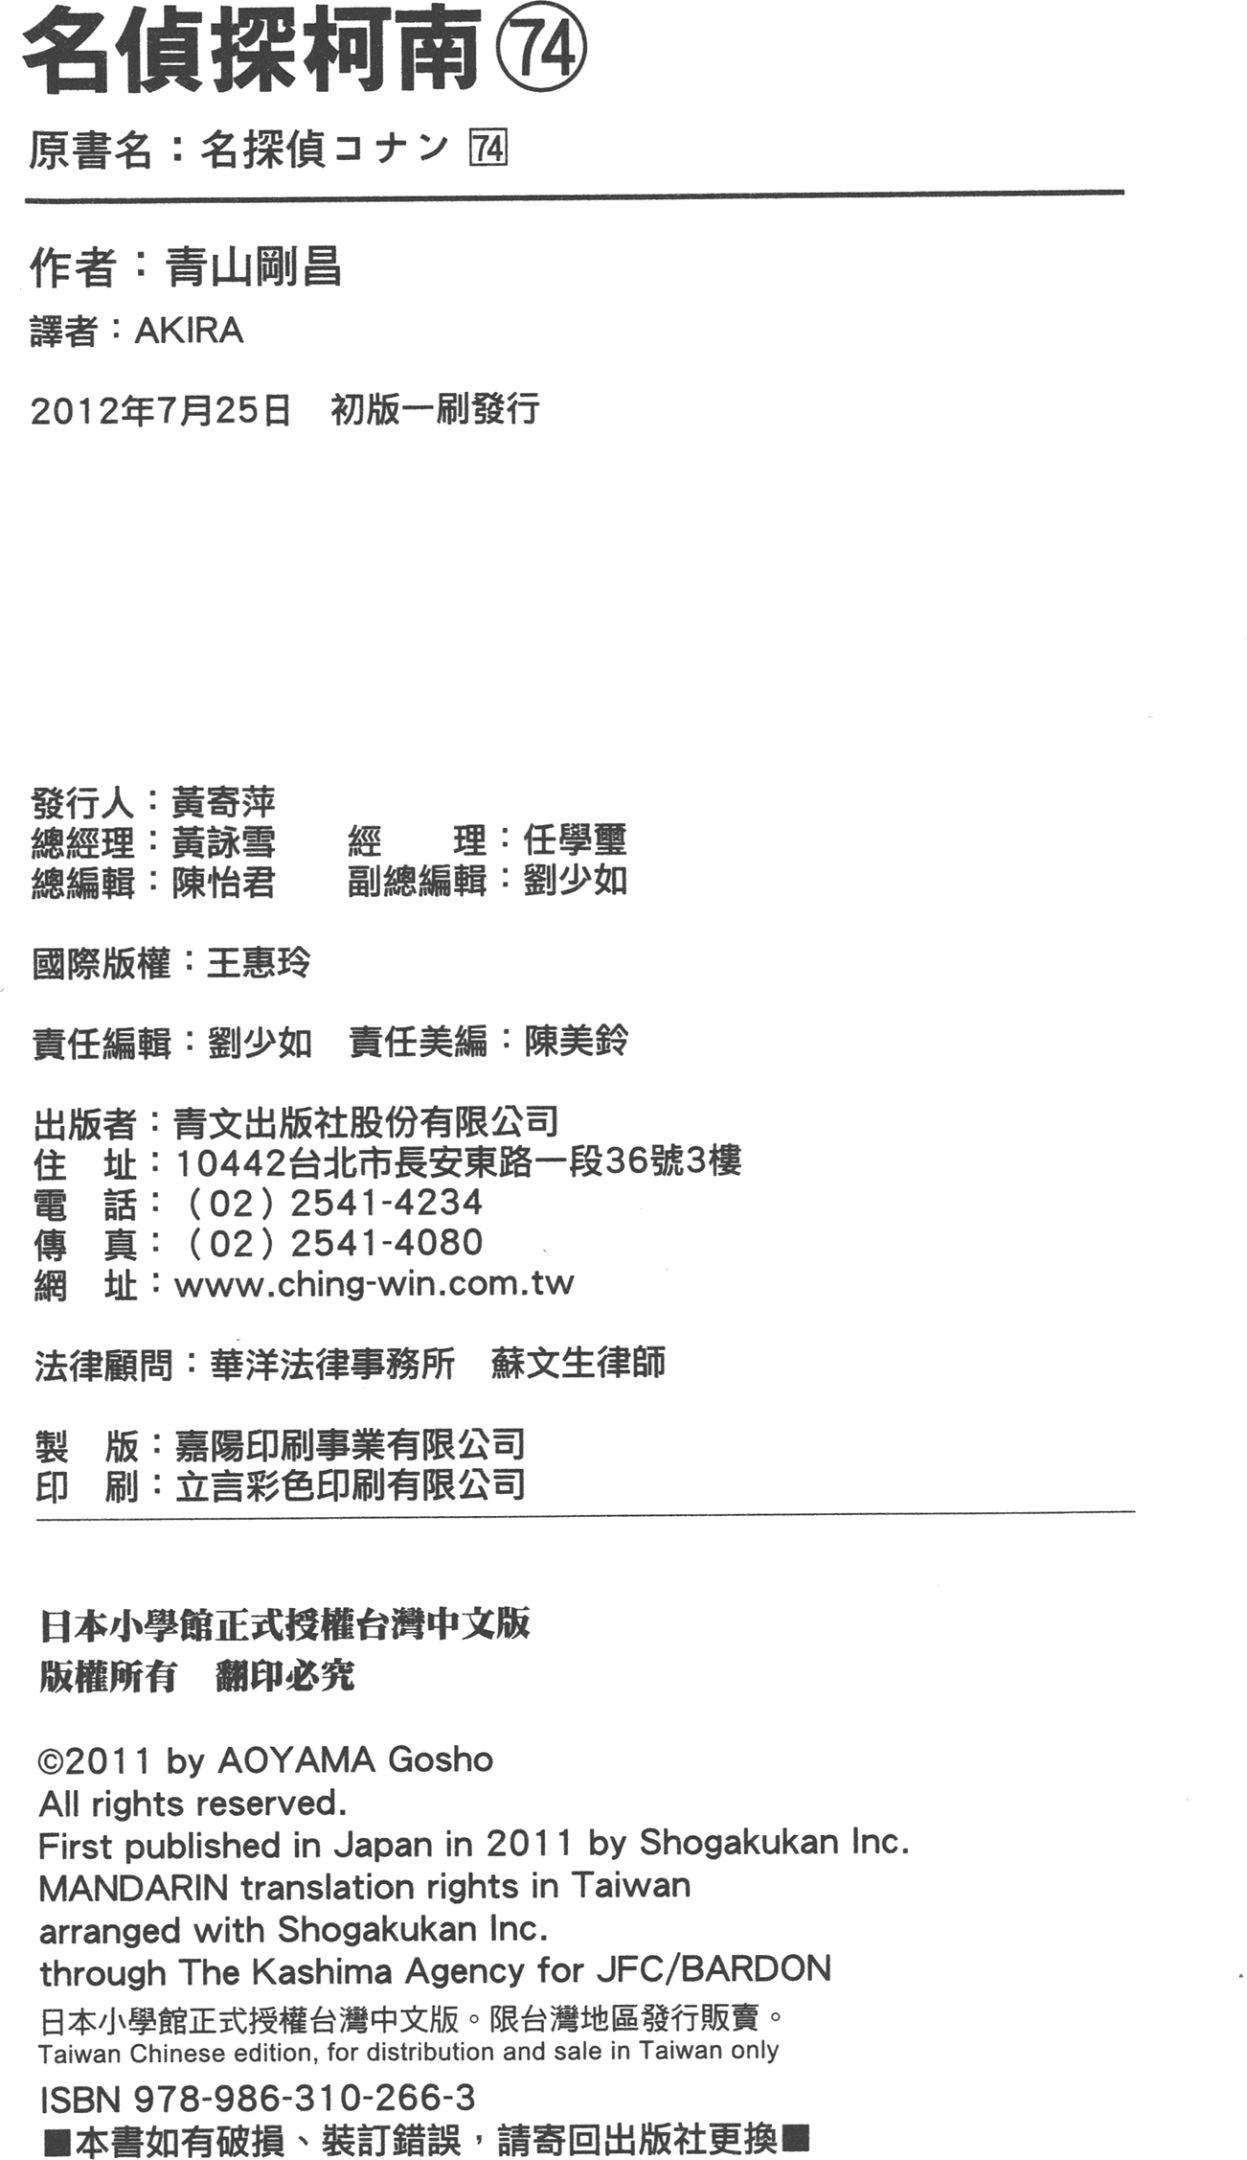 名偵探柯南74
原書名：名探偵コナン 74
作者：青山剛昌
譯者：AKIRA
2012年7月25日　初版一刷發行
發行人：黃寄萍
總經理：黃詠雪　　經　　理：任學璽
總編輯：陳怡君　　副總編輯：劉少如
國際版權：王惠玲
責任編輯：劉少如　責任美編：陳美鈴
出版者：青文出版社股份有限公司
住　址：10442台北市長安東路一段36號3樓
電　話：（02）2541-4234
傳　真：（02）2541-4080
網　址：www.ching-win.com.tw
法律顧問：華洋法律事務所　蘇文生律師
製　版：嘉陽印刷事業有限公司
印　刷：立言彩色印刷有限公司
日本小學館正式授權台灣中文版
版權所有　翻印必究
©2011 by AOYAMA Gosho
All rights reserved.
First published in Japan in 2011 by Shogakukan Inc.
MANDARIN translation rights in Taiwan
arranged with Shogakukan Inc.
through The Kashima Agency for JFC/BARDON
日本小學館正式授權台灣中文版。限台灣地區發行販賣。
Taiwan Chinese edition, for distribution and sale in Taiwan only
ISBN 978-986-310-266-3
■本書如有破損、裝訂錯誤，請寄回出版社更換■